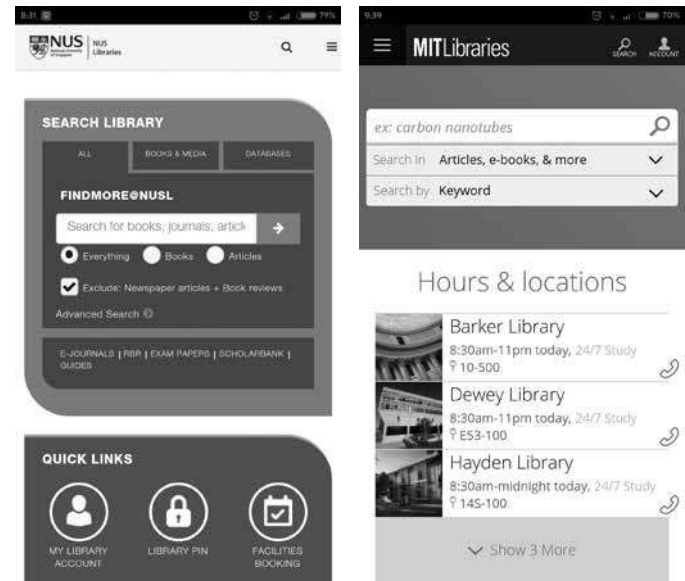 8:31
79%
NUS
National University
of Singapore
NUS
Libraries
SEARCH LIBRARY
ALL
BOOKS & MEDIA
DATABASES
FINDMORE@NUSL
Search for books, journals, articl
Everything
Books
Articles
Exclude: Newspaper articles + Book reviews
Advanced Search
E-JOURNALS | RBR | EXAM PAPERS | SCHOLARBANK |
GUIDES
QUICK LINKS
MY LIBRARY
ACCOUNT
LIBRARY PIN
FACILITIES
BOOKING
9:39
70%
MITLibraries
SEARCH
ACCOUNT
ex: carbon nanotubes
Search in Articles, e-books, & more
Search by Keyword
Hours & locations
Barker Library
8:30am-11pm today, 24/7 Study
10-500
Dewey Library
8:30am-11pm today, 24/7 Study
E53-100
Hayden Library
8:30am-midnight today, 24/7 Study
14S-100
Show 3 More